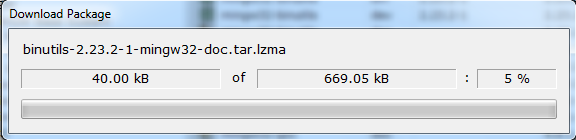 Download Package
binutils-2.23.2-1-mingw32-doc.tar.lzma
40.00 kB of 669.05 kB : 5 %